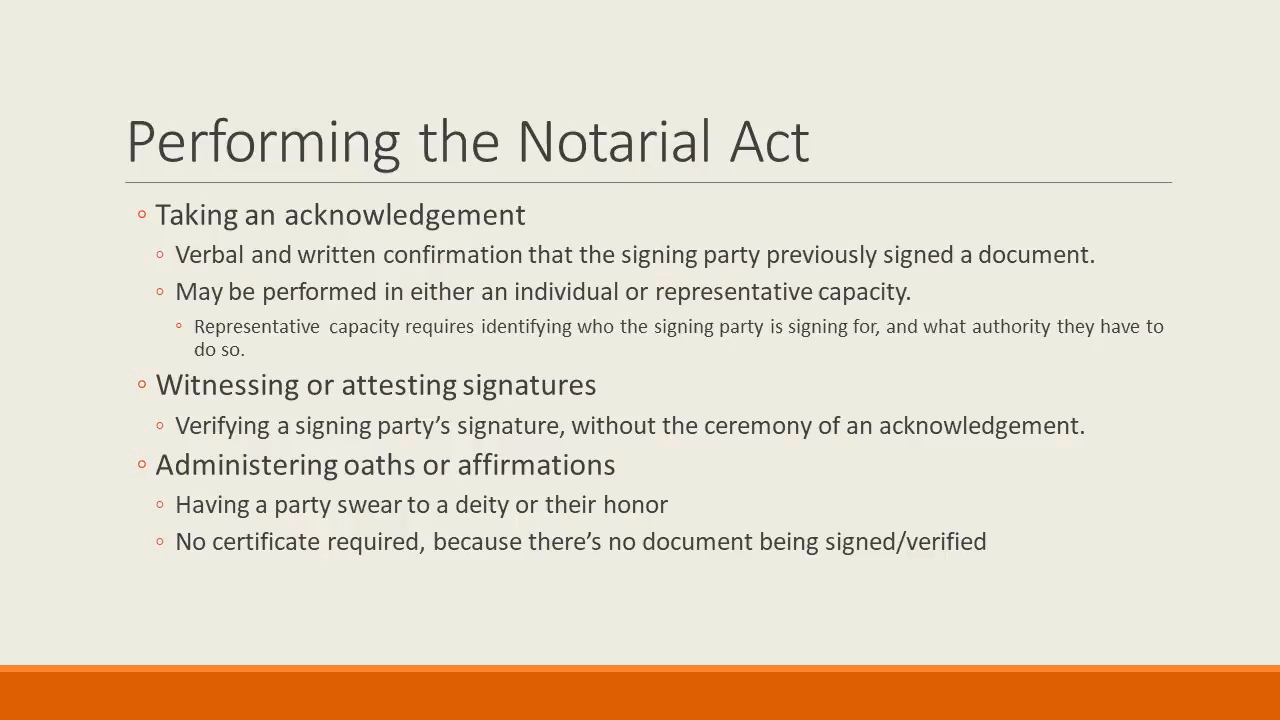 Performing the Notarial Act
◦ Taking an acknowledgement
◦ Verbal and written confirmation that the signing party previously signed a document.
◦ May be performed in either an individual or representative capacity.
◦ Representative capacity requires identifying who the signing party is signing for, and what authority they have to
do so.
◦ Witnessing or attesting signatures
◦ Verifying a signing party’s signature, without the ceremony of an acknowledgement.
◦ Administering oaths or affirmations
◦ Having a party swear to a deity or their honor
◦ No certificate required, because there’s no document being signed/verified